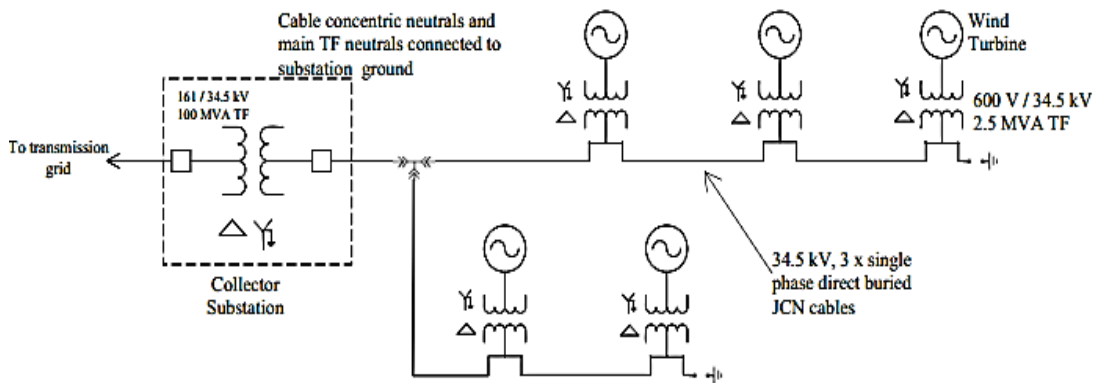 Cable concentric neutrals and
main TF neutrals connected to
substation ground
Wind
Turbine
161 / 34.5 kV
100 MVA TF
600 V / 34.5 kV
2.5 MVA TF
To transmission
grid
34.5 kV, 3 x single
phase direct buried
JCN cables
Collector
Substation